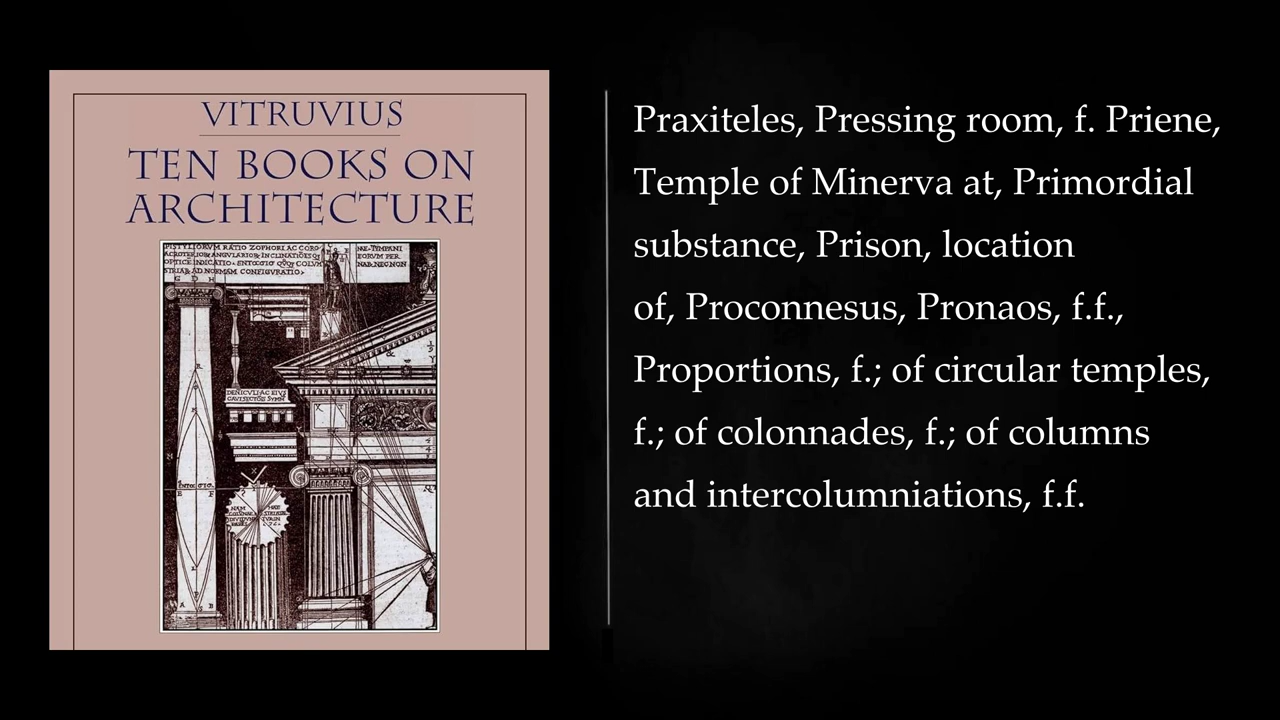 VITRUVIUS
TEN BOOKS ON
ARCHITECTURE
Praxiteles, Pressing room, f. Priene,
Temple of Minerva at, Primordial
substance, Prison, location
of, Proconnesus, Pronaos, f.f.,
Proportions, f.; of circular temples,
f.; of colonnades, f.; of columns
and intercolumniations, f.f.